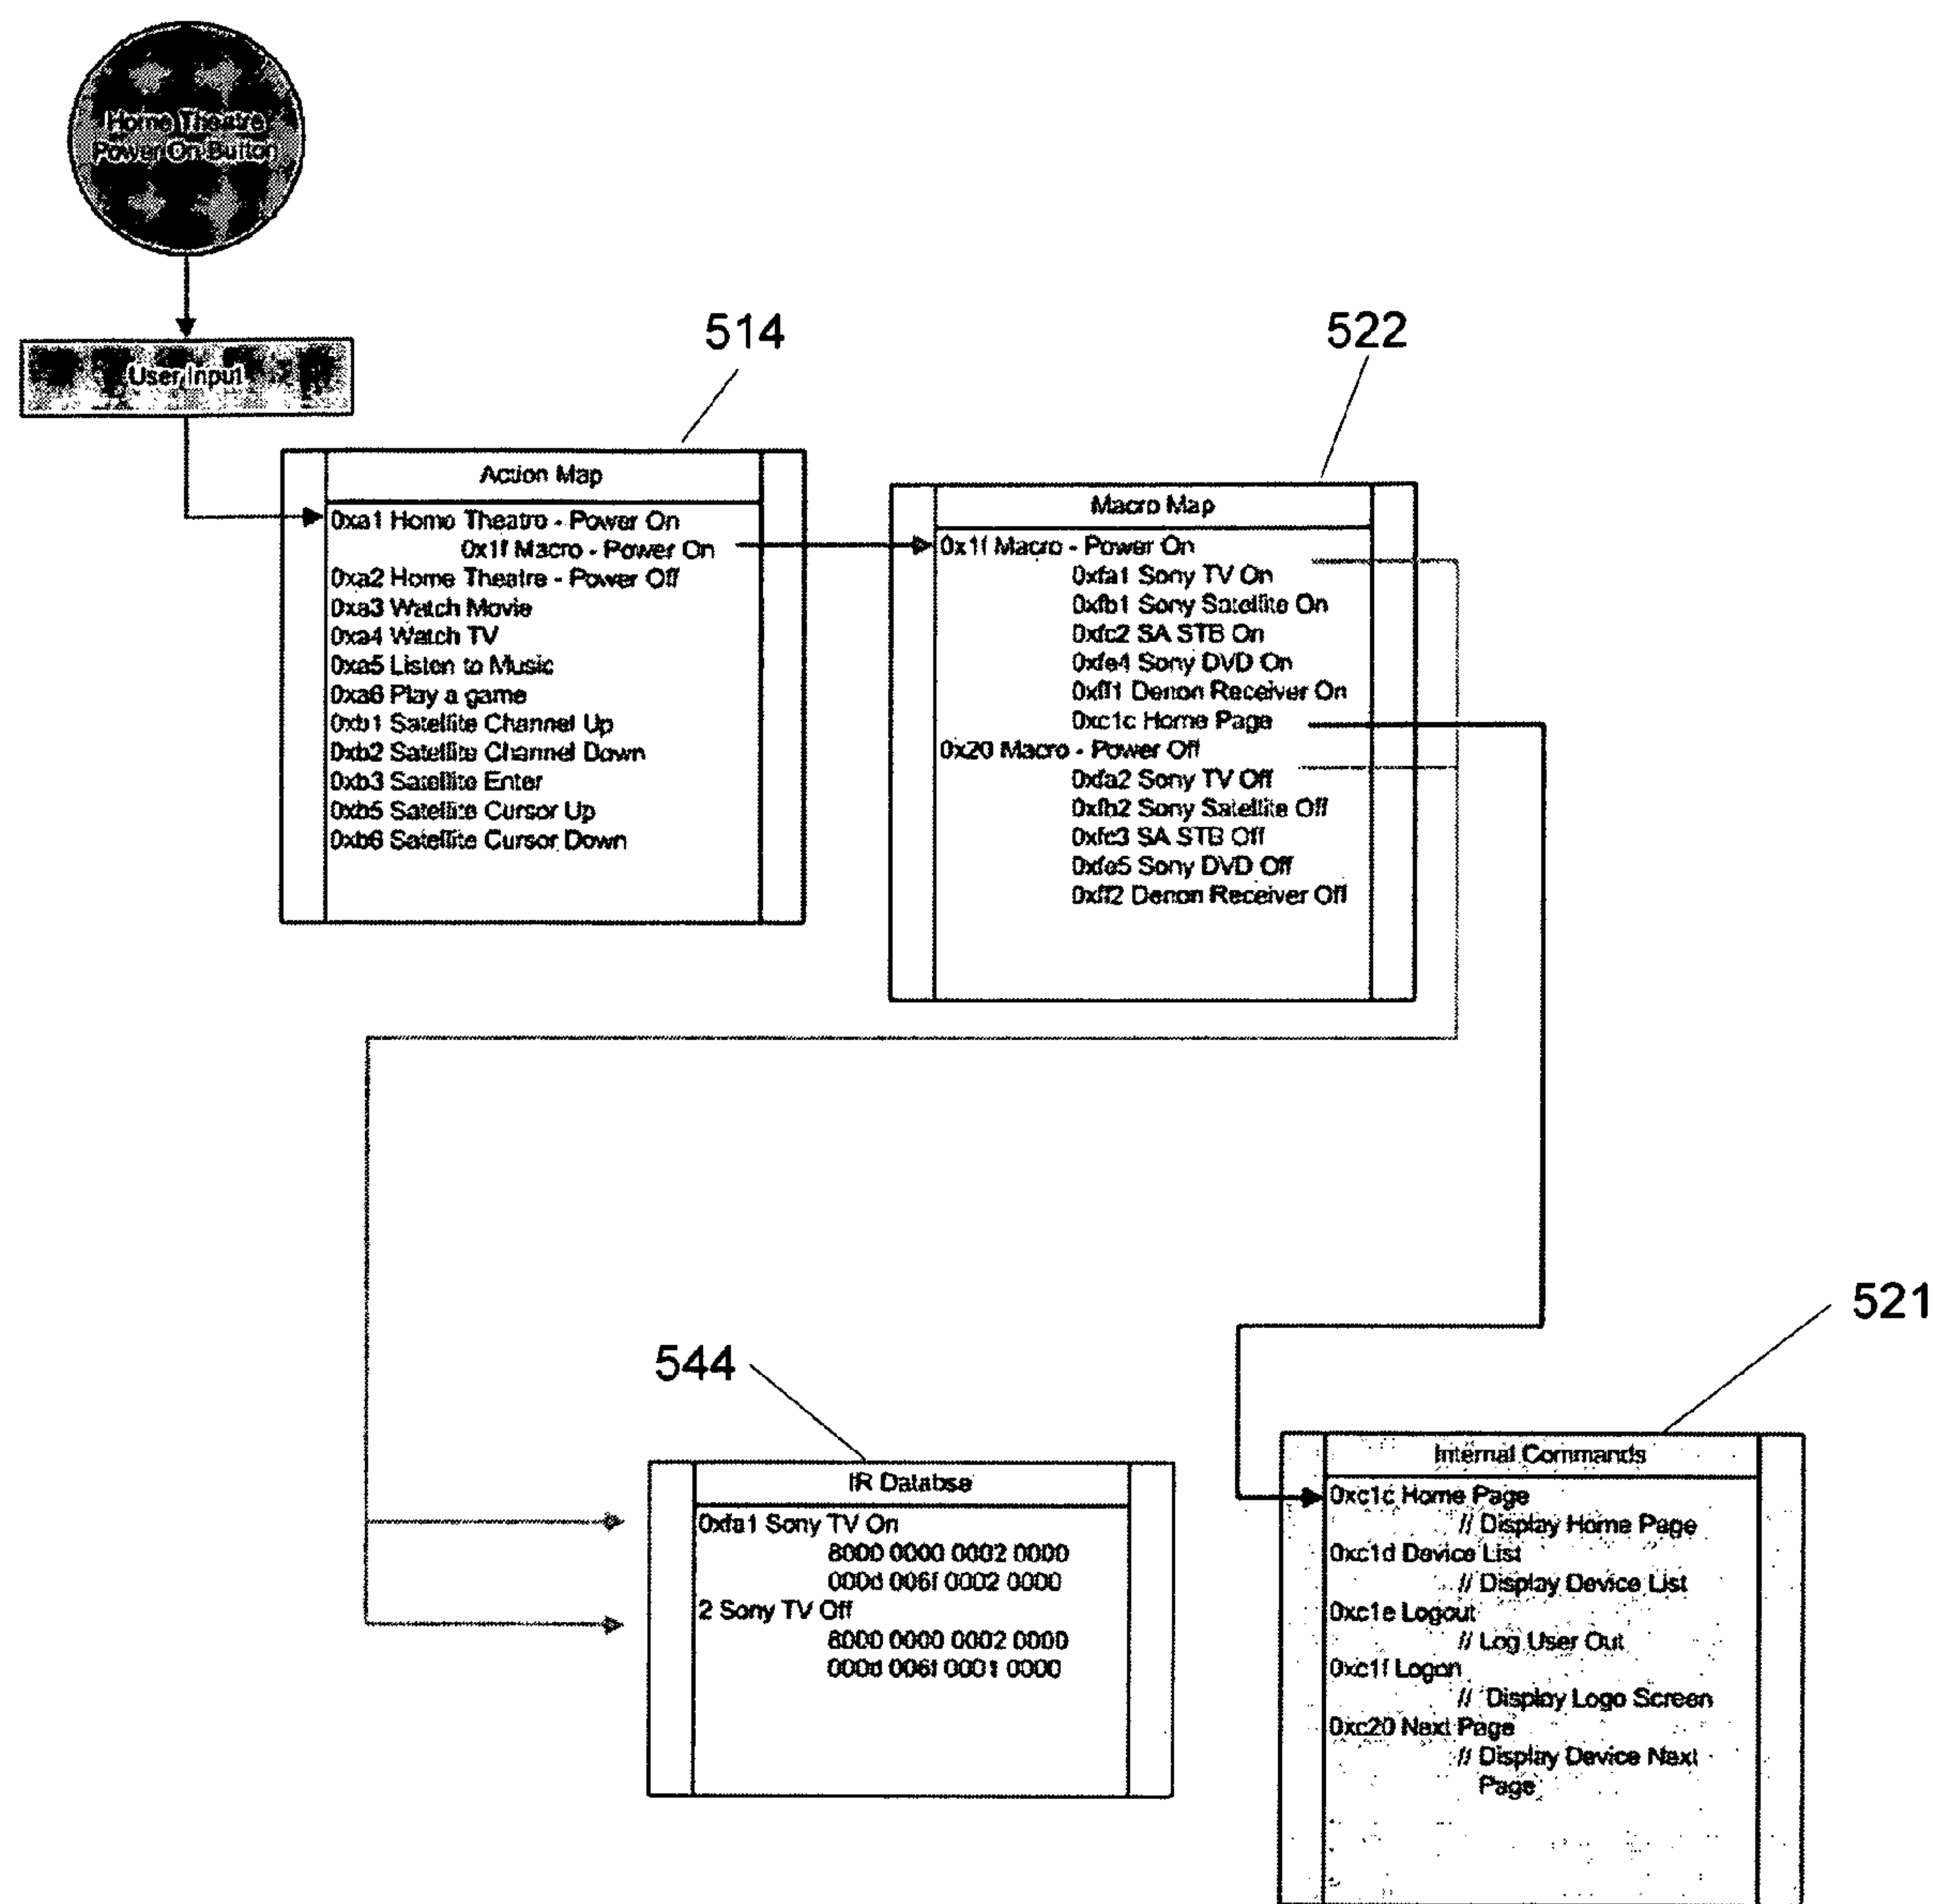 Home Theatre
Power On Button
User Input
514
Action Map
0xa1 Home Theatre - Power On
0x1f Macro - Power On
0xa2 Home Theatre - Power Off
0xa3 Watch Movie
0xa4 Watch TV
0xa5 Listen to Music
0xa6 Play a game
0xb1 Satellite Channel Up
0xb2 Satellite Channel Down
0xb3 Satellite Enter
0xb5 Satellite Cursor Up
0xb6 Satellite Cursor Down
522
Macro Map
0x1f Macro - Power On
0xfa1 Sony TV On
0xfb1 Sony Satellite On
0xfc2 SA STB On
0xfe4 Sony DVD On
0xff1 Denon Receiver On
0xc1c Home Page
0x20 Macro - Power Off
0xfa2 Sony TV Off
0xfb2 Sony Satellite Off
0xfc3 SA STB Off
0xfe5 Sony DVD Off
0xff2 Denon Receiver Off
544
IR Databse
0xfa1 Sony TV On
8000 0000 0002 0000
000d 006f 0002 0000
2 Sony TV Off
8000 0000 0002 0000
000d 006f 0001 0000
521
Internal Commands
0xc1c Home Page
// Display Home Page
0xc1d Device List
// Display Device List
0xc1e Logout
// Log User Out
0xc1f Logon
// Display Logo Screen
0xc20 Next Page
// Display Device Next
Page